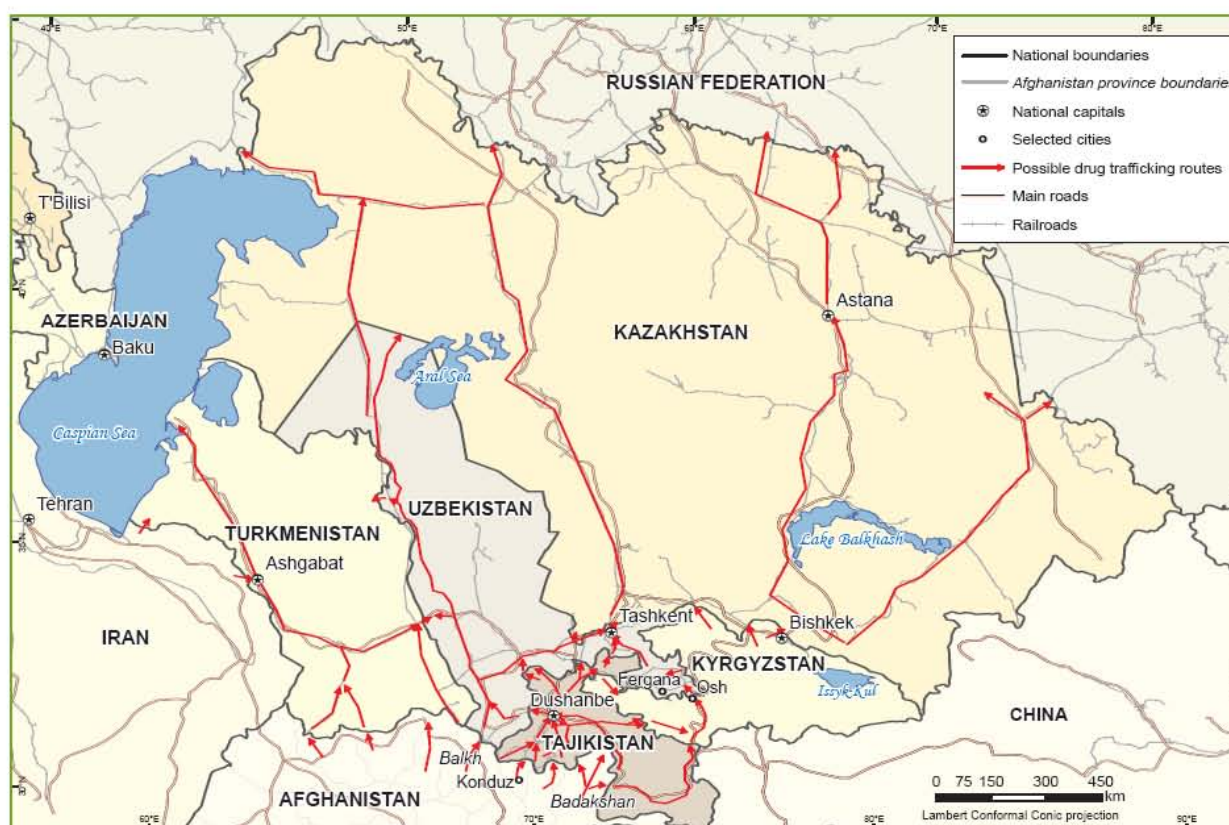 40°E
50°E
60°E
70°E
80°E
RUSSIAN FEDERATION
National boundaries
Afghanistan province boundaries
National capitals
Selected cities
Possible drug trafficking routes
Main roads
Railroads
T'Bilisi
40°N
Astana
AZERBAIJAN
KAZAKHSTAN
Baku
Aral Sea
Caspian Sea
Tehran
UZBEKISTAN
TURKMENISTAN
35°N
Lake Balkhash
Ashgabat
Tashkent
Bishkek
IRAN
KYRGYZSTAN
Fergana
Osh
Issyk Kul
Dushanbe
CHINA
TAJIKISTAN
Balkh
Konduz
AFGHANISTAN
Badakshan
0 75 150 300 450
km
Lambert Conformal Conic projection
60°E
70°E
80°E
90°E